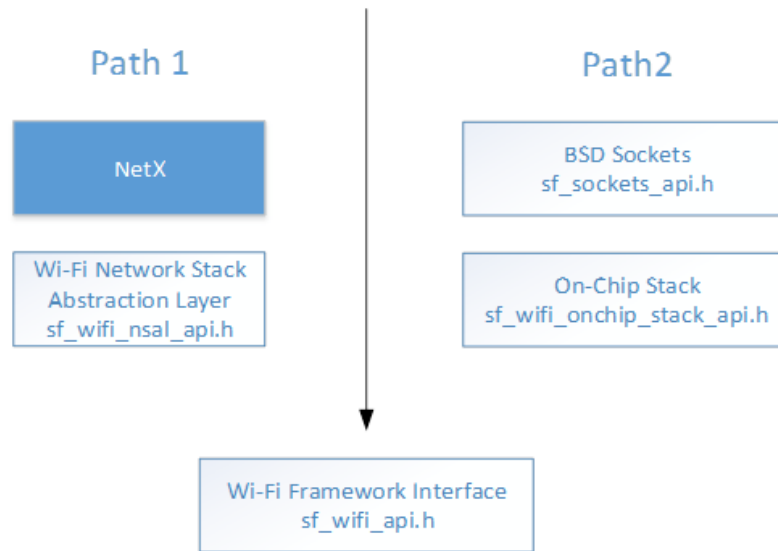 Path 1
NetX
Wi-Fi Network Stack
Abstraction Layer
sf_wifi_nsal_api.h
Path2
BSD Sockets
sf_sockets_api.h
On-Chip Stack
sf_wifi_onchip_stack_api.h
Wi-Fi Framework Interface
sf_wifi_api.h